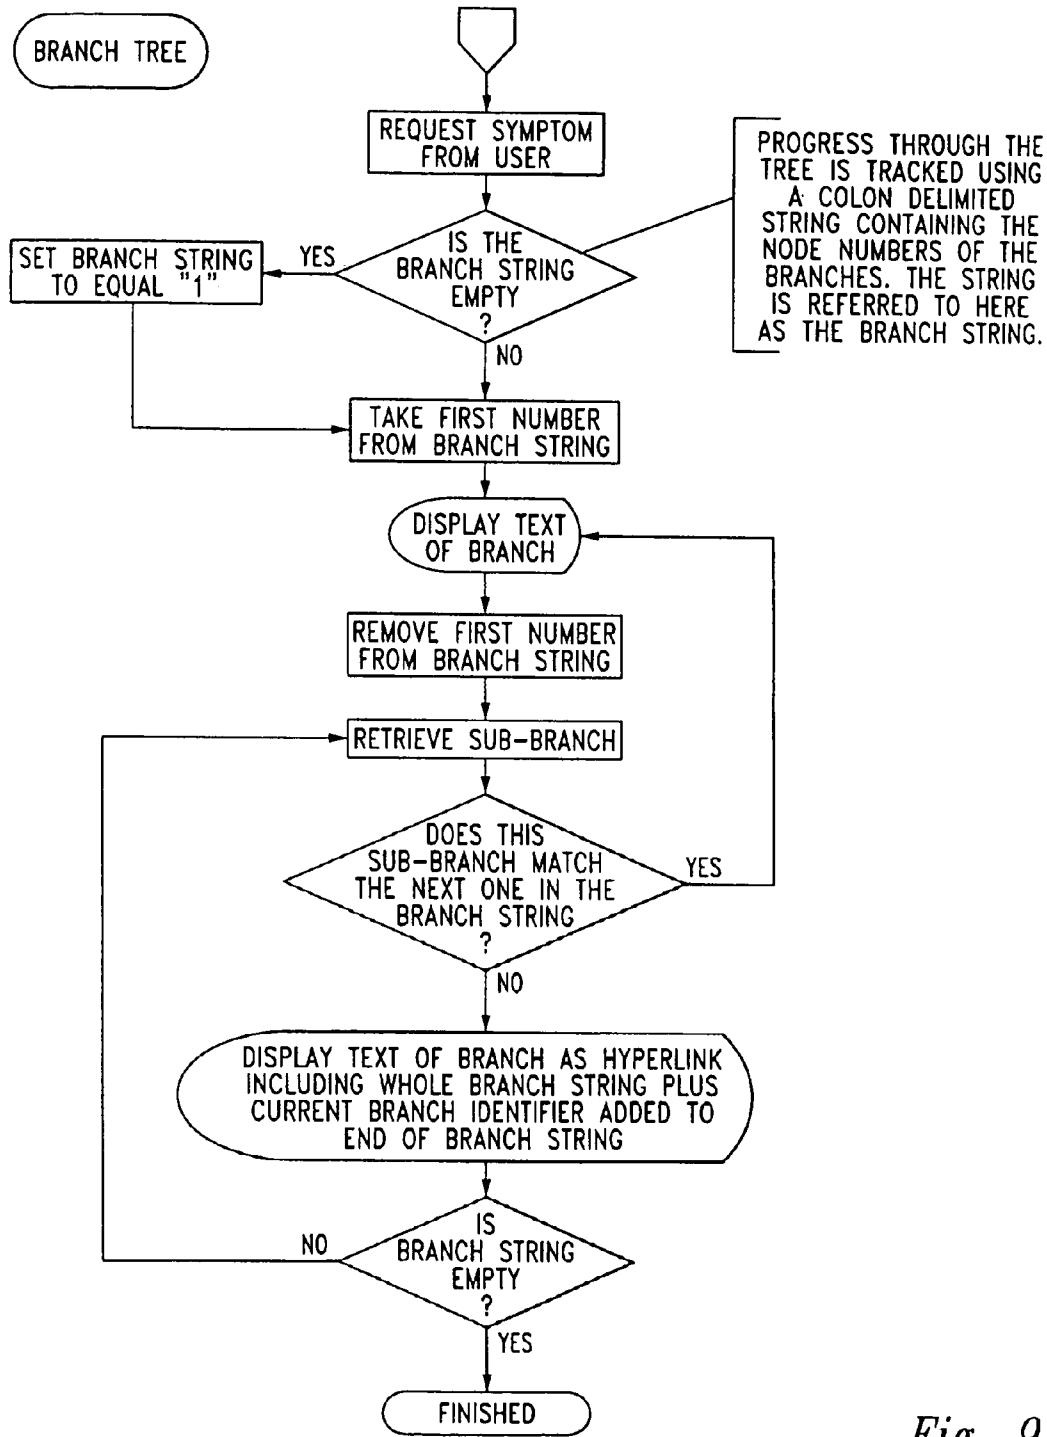 BRANCH TREE
REQUEST SYMPTOM
FROM USER
PROGRESS THROUGH THE
TREE IS TRACKED USING
A COLON DELIMITED
STRING CONTAINING THE
NODE NUMBERS OF THE
BRANCHES. THE STRING
IS REFERRED TO HERE
AS THE BRANCH STRING.
IS THE
BRANCH STRING
EMPTY
?
YES
SET BRANCH STRING
TO EQUAL "1"
NO
TAKE FIRST NUMBER
FROM BRANCH STRING
DISPLAY TEXT
OF BRANCH
REMOVE FIRST NUMBER
FROM BRANCH STRING
RETRIEVE SUB-BRANCH
DOES THIS
SUB-BRANCH MATCH
THE NEXT ONE IN THE
BRANCH STRING
?
YES
NO
DISPLAY TEXT OF BRANCH AS HYPERLINK
INCLUDING WHOLE BRANCH STRING PLUS
CURRENT BRANCH IDENTIFIER ADDED TO
END OF BRANCH STRING
IS
BRANCH STRING
EMPTY
?
NO
YES
FINISHED
Fig. 9